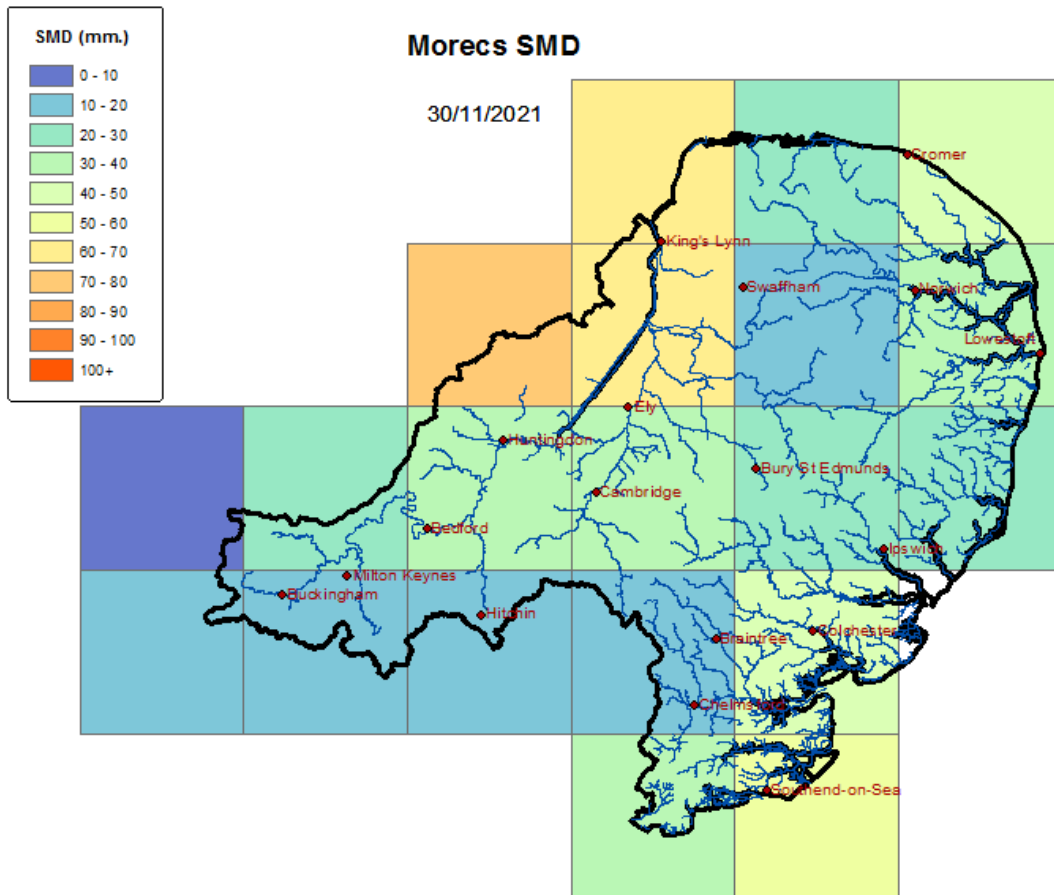 SMD (mm.)
0 - 10
10 - 20
20 - 30
30 - 40
40 - 50
50 - 60
60 - 70
70 - 80
80 - 90
90 - 100
100+
Morecs SMD
30/11/2021
Cromer
King's Lynn
Swaffham
Norwich
Lowestoft
Ely
Huntingdon
Bury St Edmunds
Cambridge
Bedford
Ipswich
Milton Keynes
Buckingham
Hitchin
Colchester
Braintree
Chelmsford
Southend-on-Sea